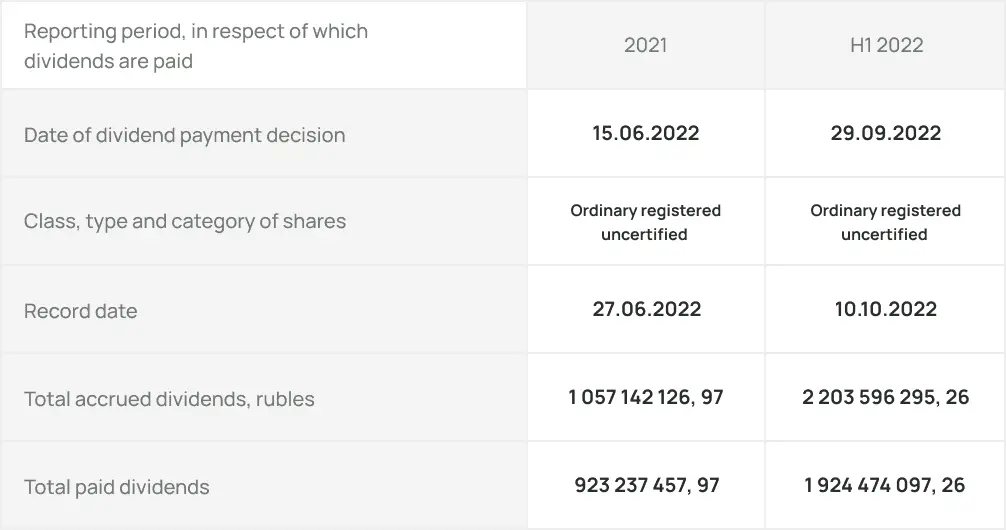 Reporting period, in respect of which
dividends are paid
2021
H1 2022
Date of dividend payment decision
15.06.2022
29.09.2022
Class, type and category of shares
Ordinary registered
uncertified
Ordinary registered
uncertified
Record date
27.06.2022
10.10.2022
Total accrued dividends, rubles
1 057 142 126, 97
2 203 596 295, 26
Total paid dividends
923 237 457, 97
1 924 474 097, 26